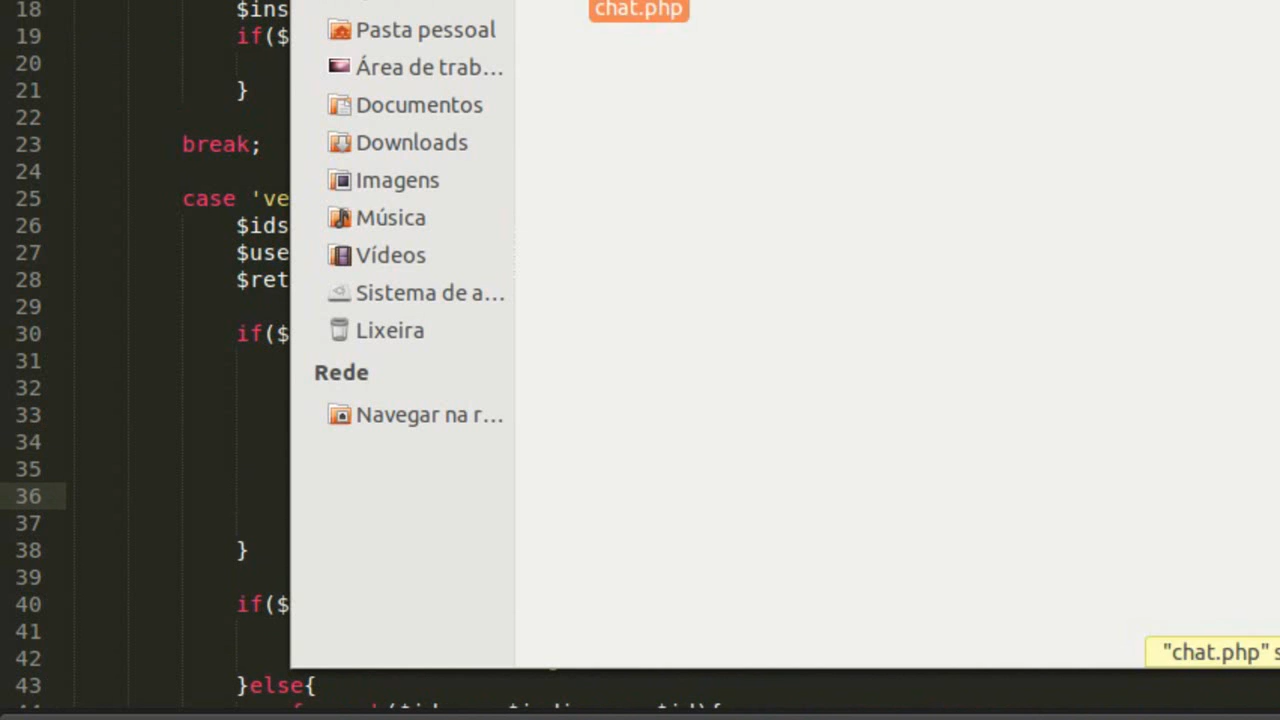 18 $ins
19 if($
20
21 }
22
23 break;
24
25 case 've
26 $ids
27 $use
28 $ret
29
30 if($
31
32
33
34
35
36
37
38 }
39
40 if($
41
42
43 }else{
chat.php
Pasta pessoal
Área de trab...
Documentos
Downloads
Imagens
Música
Vídeos
Sistema de a...
Lixeira
Rede
Navegar na r...
"chat.php" s